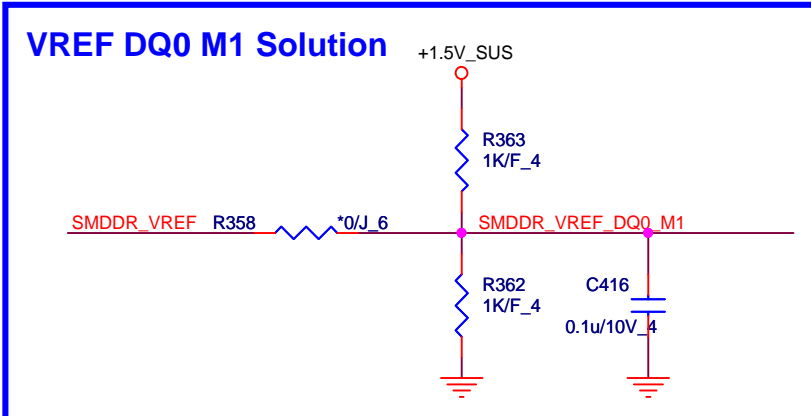 VREF DQ0 M1 Solution
+1.5V_SUS
R363
1K/F_4
SMDDR_VREF R358 *0/J_6 SMDDR_VREF_DQ0_M1
R362
1K/F_4
C416
0.1u/10V_4